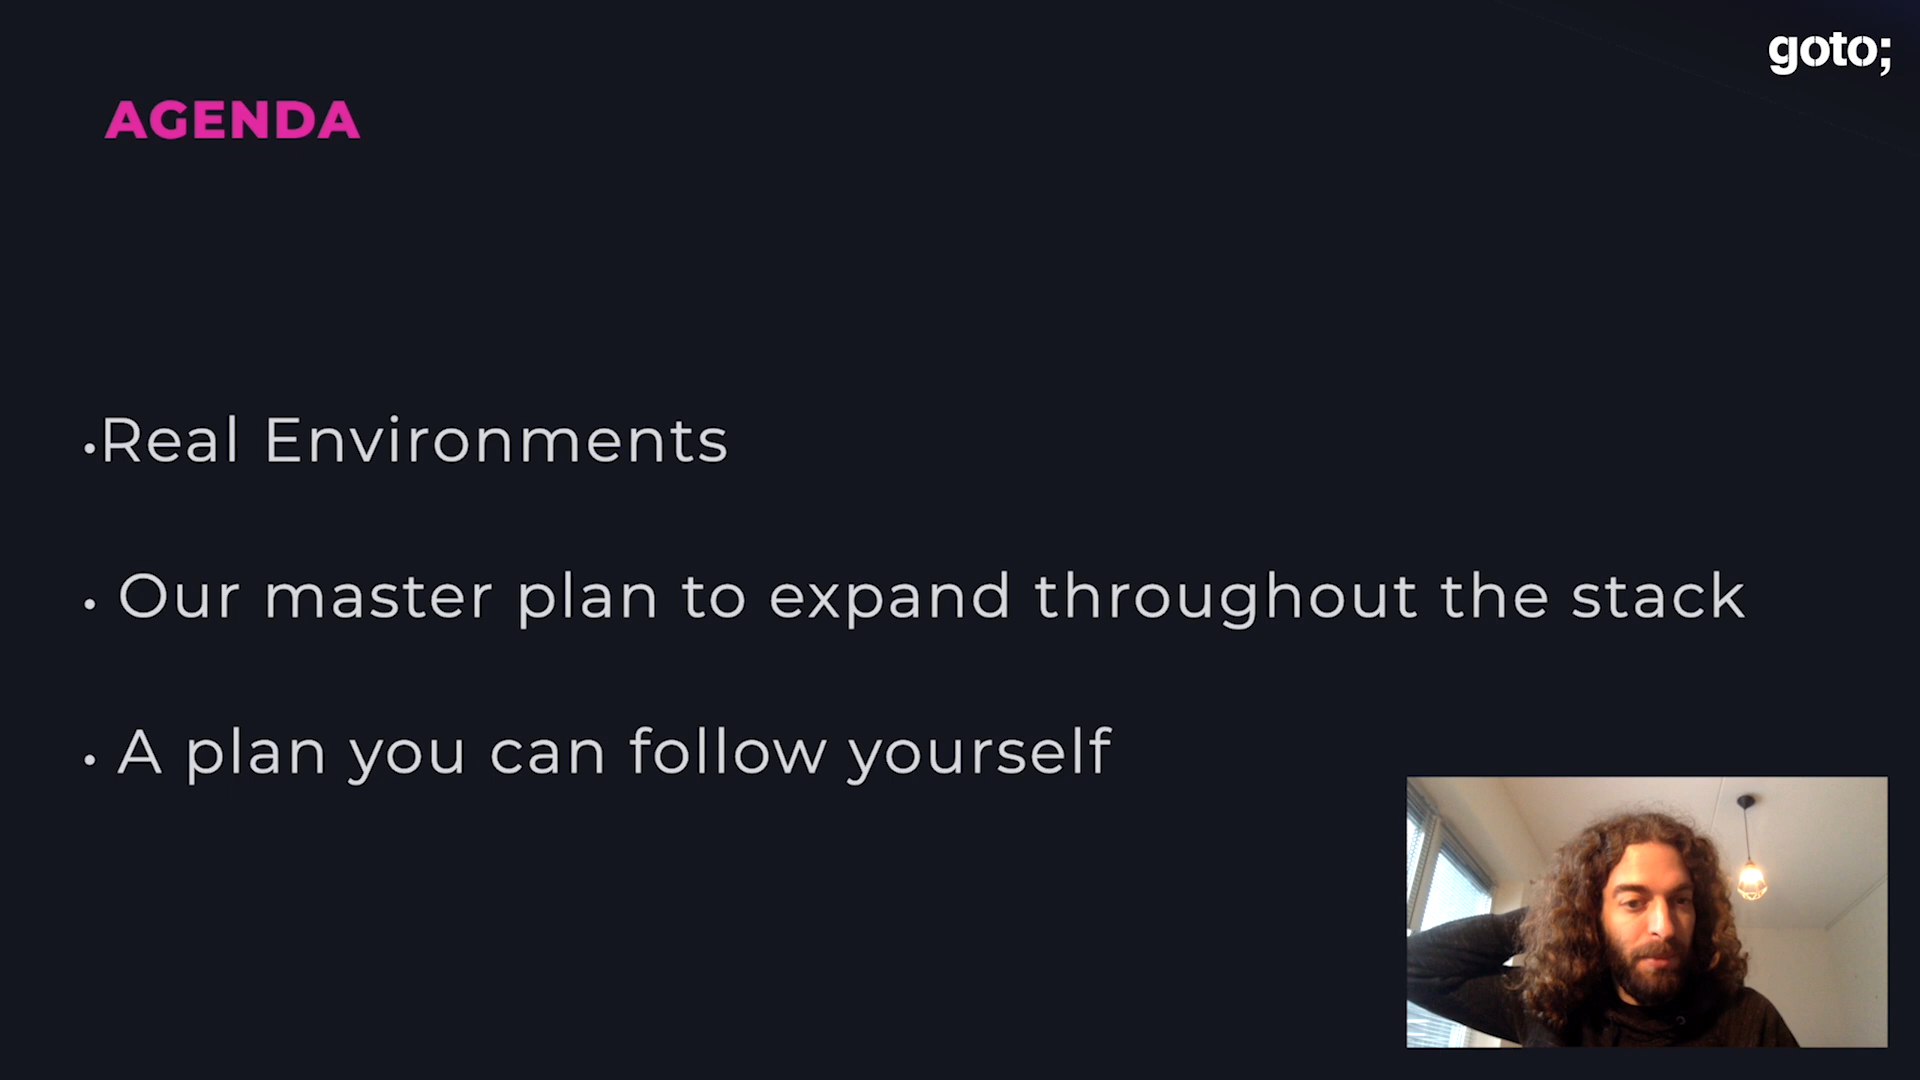 goto;
AGENDA
•Real Environments
• Our master plan to expand throughout the stack
• A plan you can follow yourself